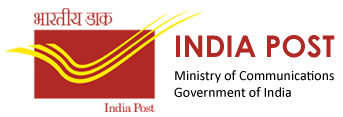 भारतीय डाक
India Post
INDIA POST
Ministry of Communications
Government of India